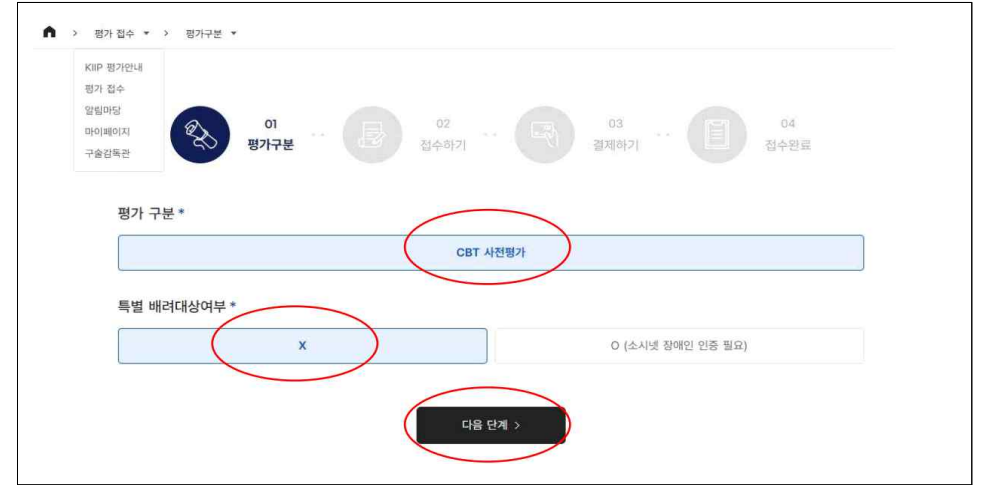 > 평가 접수 ▼ > 평가구분 ▼
KIIP 평가안내
평가 접수
알림마당
마이페이지
구술감독관
01
평가구분
02
접수하기
03
결제하기
04
접수완료
평가 구분 *
CBT 사전평가
특별 배려대상여부 *
X
O (소시넷 장애인 인증 필요)
다음 단계 >